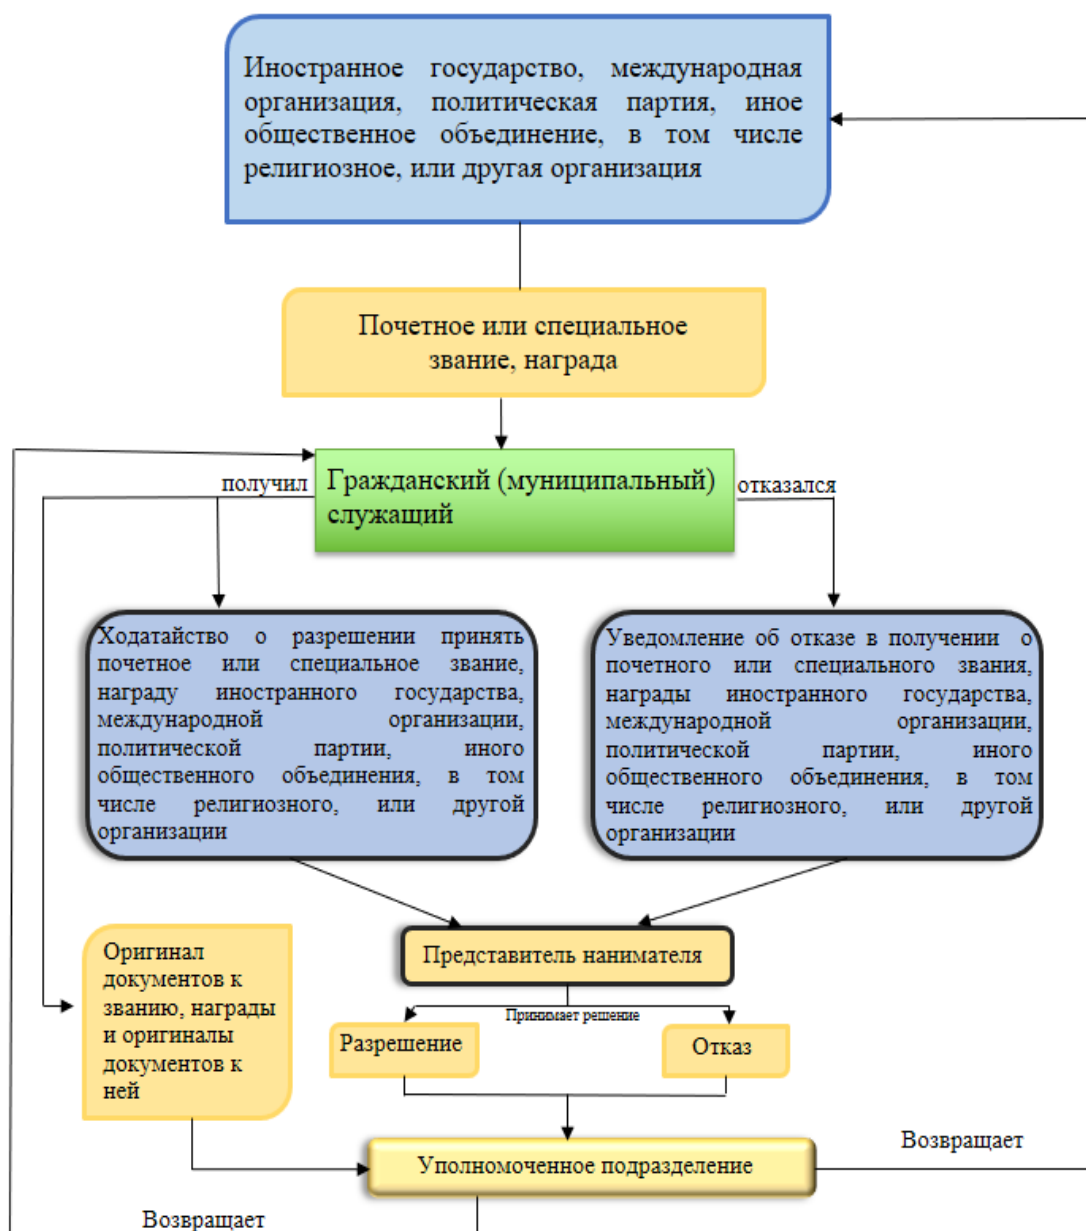 Иностранное государство, международная
организация, политическая партия, иное
общественное объединение, в том числе
религиозное, или другая организация
Почетное или специальное
звание, награда
получил
Гражданский (муниципальный)
служащий
отказался
Ходатайство о разрешении принять
почетное или специальное звание,
награду иностранного государства,
международной организации,
политической партии, иного
общественного объединения, в том
числе религиозного, или другой
организации
Уведомление об отказе в получении о
почетного или специального звания,
награды иностранного государства,
международной организации,
политической партии, иного
общественного объединения, в том
числе религиозного, или другой
организации
Оригинал
документов к
званию, награды
и оригиналы
документов к
ней
Представитель нанимателя
Принимает решение
Разрешение
Отказ
Уполномоченное подразделение
Возвращает
Возвращает